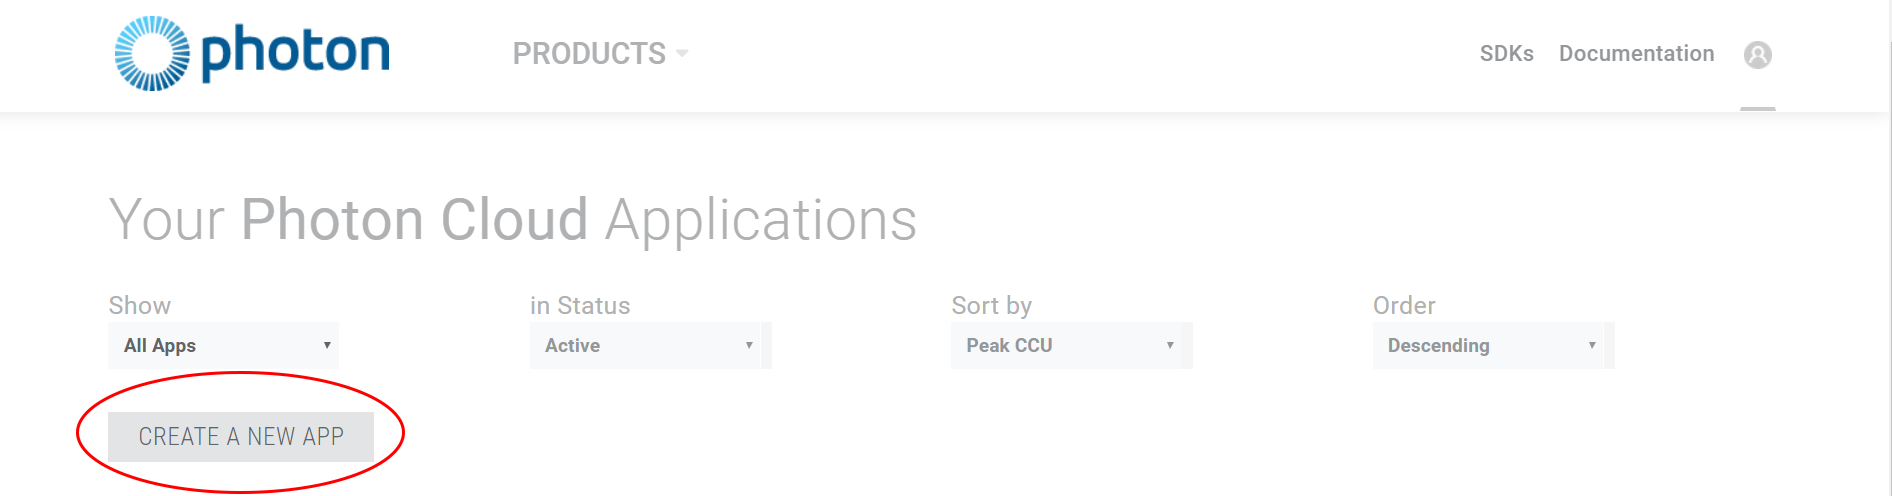 photon
PRODUCTS
SDKs
Documentation
Your Photon Cloud Applications
Show
in Status
Sort by
Order
All Apps
Active
Peak CCU
Descending
CREATE A NEW APP